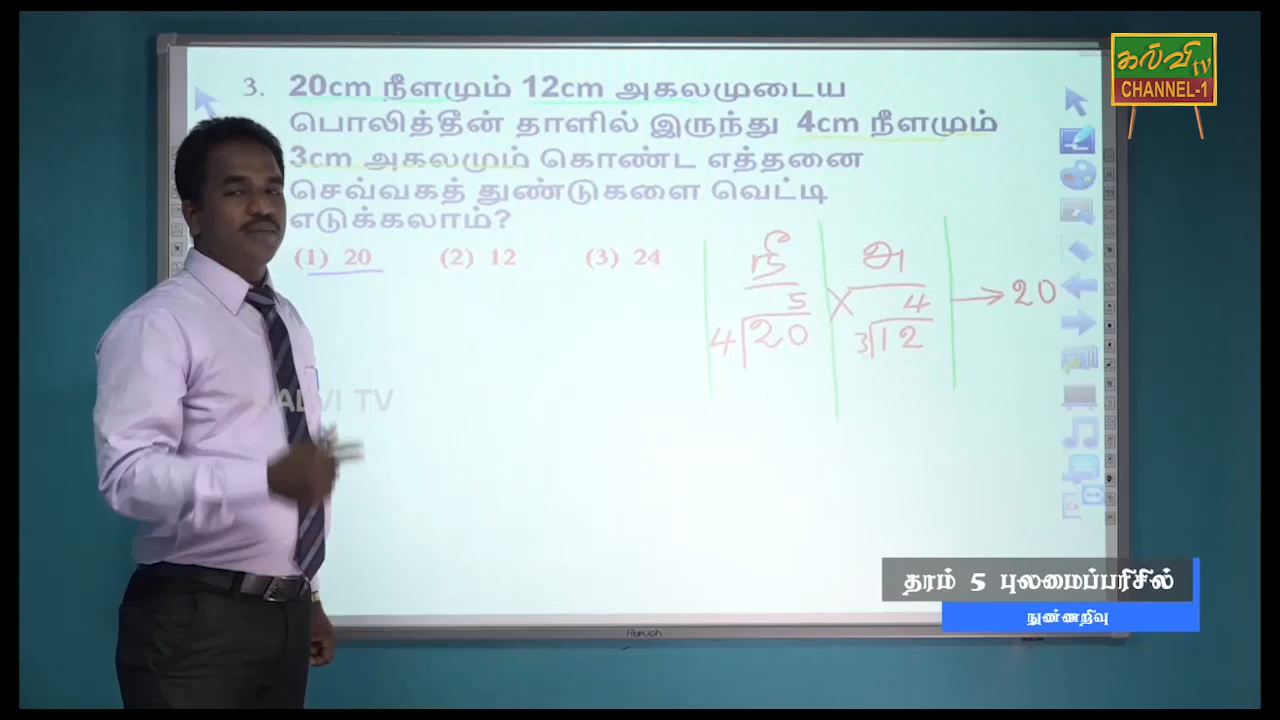 கல்வி tv
CHANNEL-1
3. 20cm நீளமும் 12cm அகலமுடைய
பொலித்தீன் தாளில் இருந்து 4cm நீளமும்
3cm அகலமும் கொண்ட எத்தனை
செவ்வகத் துண்டுகளை வெட்டி
எடுக்கலாம்?
(1) 20 (2) 12 (3) 24
நீ அ
5 × 4 → 20
4 20 3 12
KALVI TV
தரம் 5 புலமைப்பரிசில்
நுண்ணறிவு